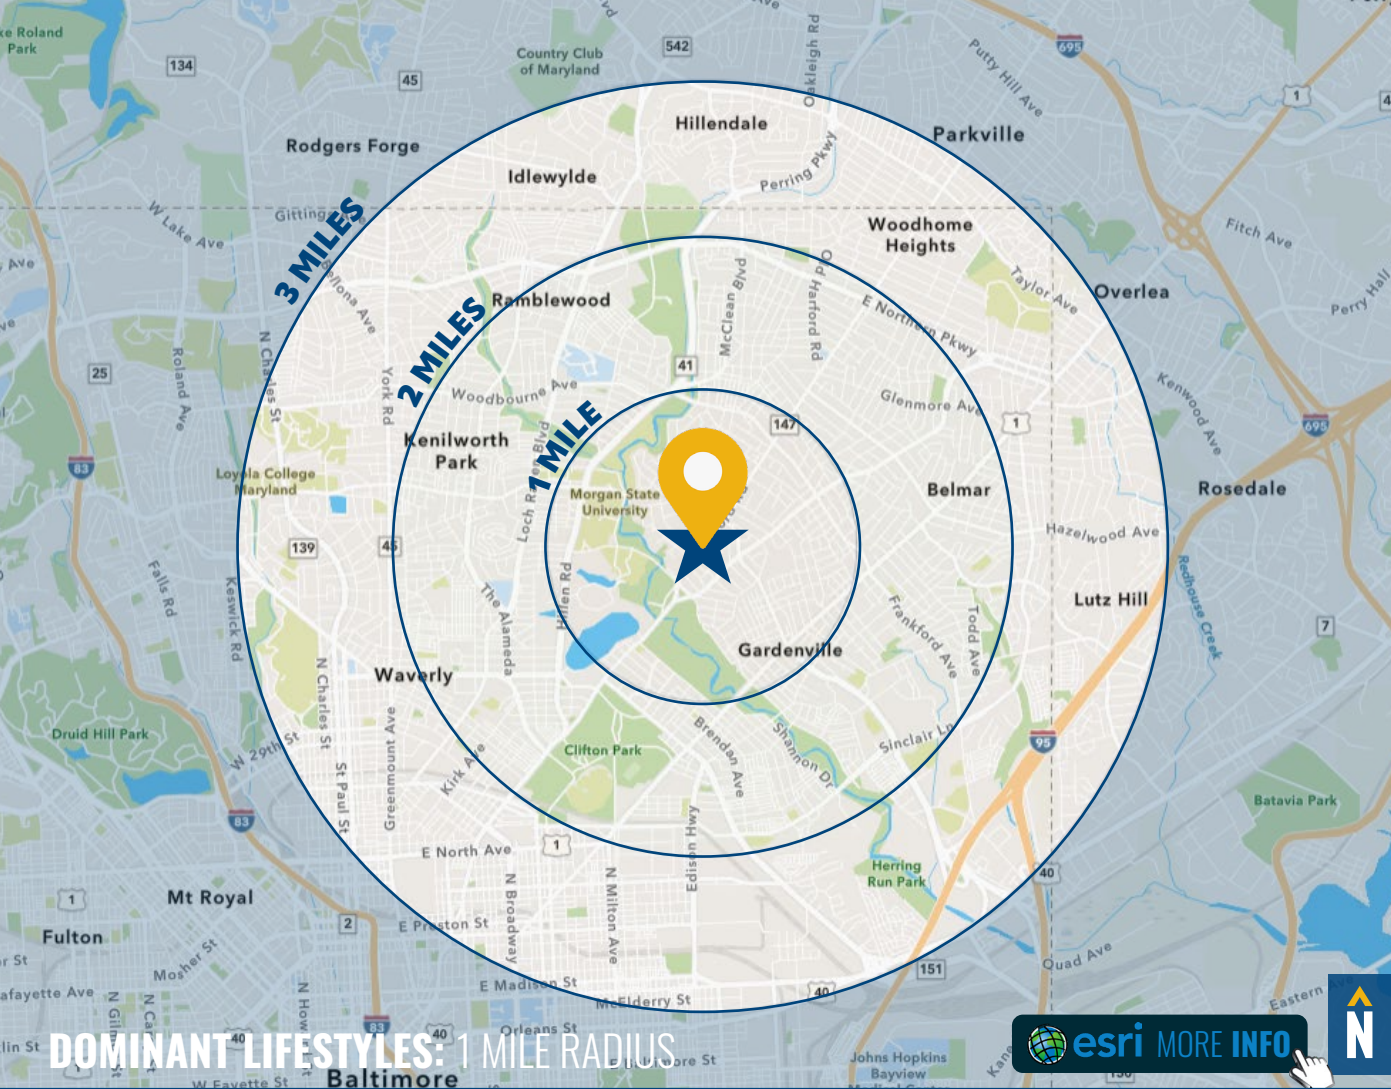 ke Roland
Park
134
45
Country Club
of Maryland
542
Oakleigh Rd
Putty Hill Ave
695
1
Rodgers Forge
Hillendale
Parkville
Idlewylde
Perring Pkwy
W Lake Ave
Gittings
3 MILES
Woodhome
Heights
Fitch Ave
Ave
Bellona Ave
Ramblewood
2 MILES
McClean Blvd
Old Harford Rd
E Northern Pkwy
Taylor Ave
Overlea
Perry Hall
25
Roland Ave
N Charles St
York Rd
41
Woodbourne Ave
1 MILE
147
Glenmore Ave
1
Kenwood Ave
695
83
Kenilworth
Park
Loyola College
Maryland
Loch Raven Blvd
Morgan State
University
Belmar
Rosedale
139
45
Hazelwood Ave
Falls Rd
Keswick Rd
The Alameda
Hillen Rd
Frankford Ave
Todd Ave
Lutz Hill
Redhouse Creek
7
Gardenville
Waverly
N Charles St
Druid Hill Park
W 29th St
Greenmount Ave
Kirk Ave
Clifton Park
Brendan Ave
Shannon Dr
Sinclair Ln
95
St Paul St
Batavia Park
83
E North Ave
1
Edison Hwy
Herring
Run Park
40
1
Mt Royal
N Broadway
N Milton Ave
2
E Preston St
Fulton
Mosher St
151
Quad Ave
E Madison St
McElderry St
40
afayette Ave
Eastern
83
40
Orleans St
40
lin St
DOMINANT LIFESTYLES: 1 MILE RADIUS
Johns Hopkins
Bayview
esri MORE INFO
N
W Fayette St
Baltimore